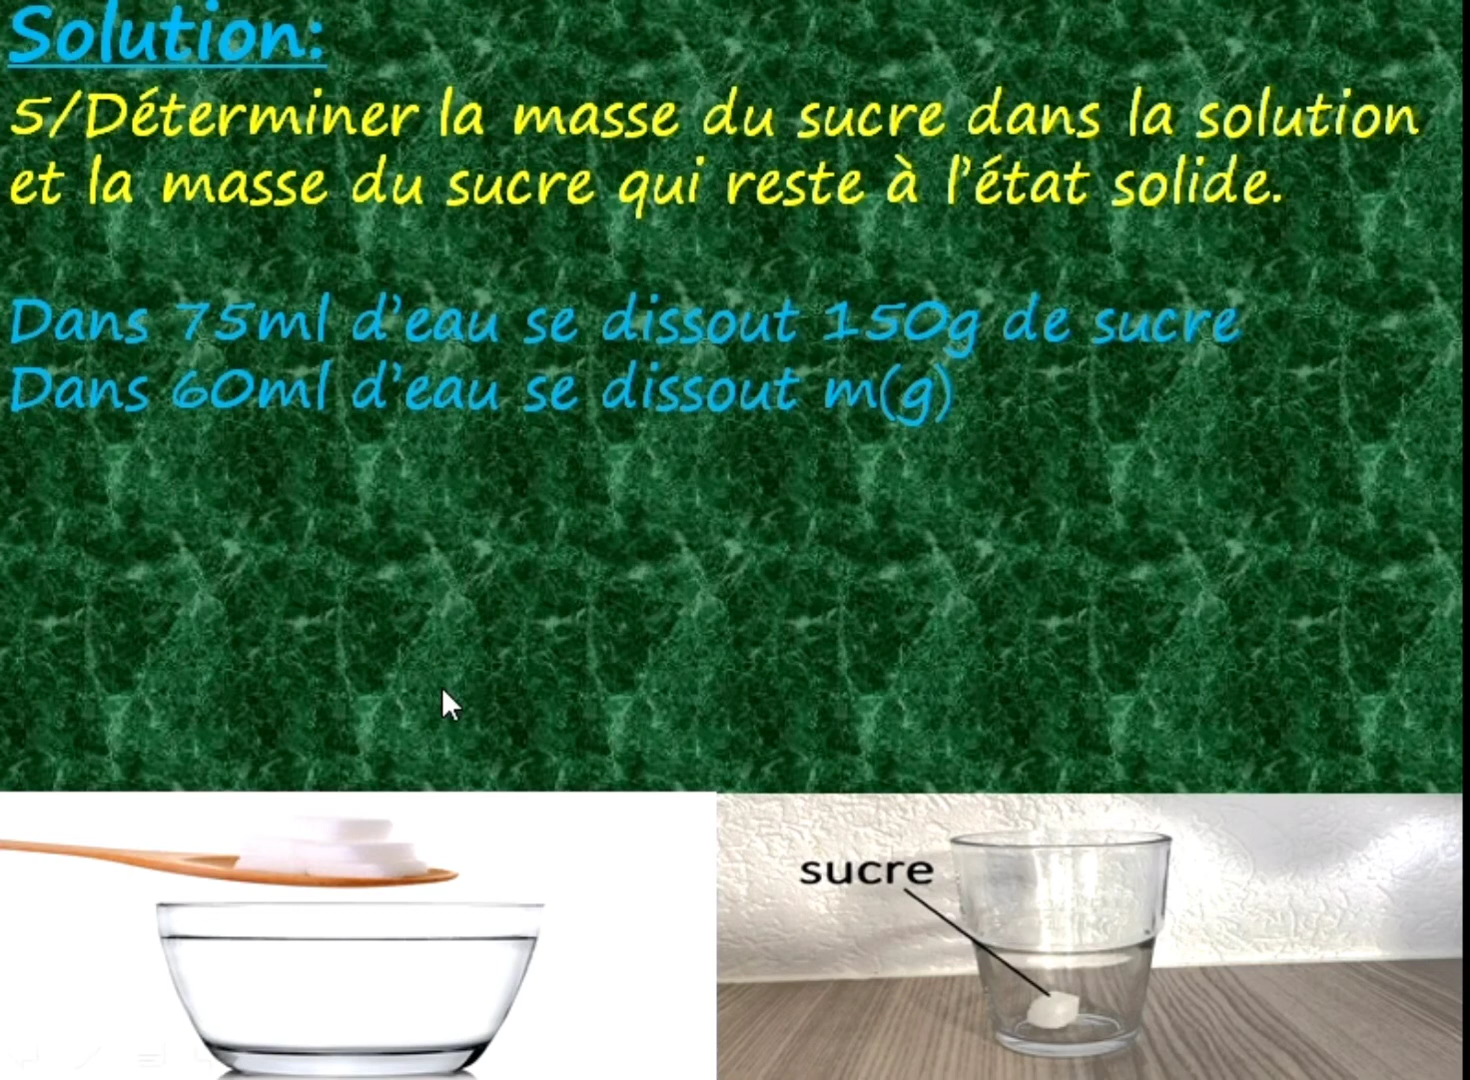 Solution:
5/Déterminer la masse du sucre dans la solution
et la masse du sucre qui reste à l'état solide.
Dans 75ml d'eau se dissout 150g de sucre
Dans 60ml d'eau se dissout m(g)
sucre